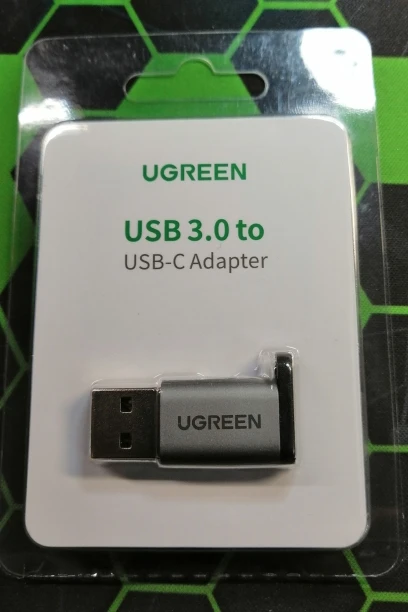 UGREEN
USB 3.0 to
USB-C Adapter
UGREEN